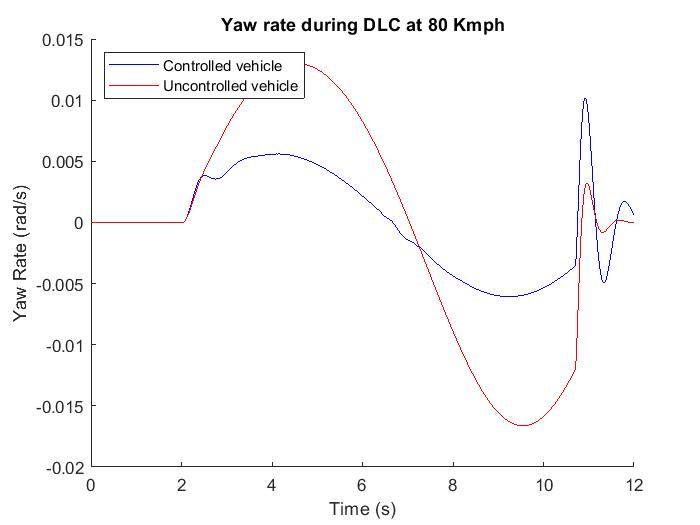 Yaw rate during DLC at 80 Kmph
0.015
Controlled vehicle
Uncontrolled vehicle
0.01
0.005
0
-0.005
-0.01
-0.015
-0.02
Yaw Rate (rad/s)
0 2 4 6 8 10 12
Time (s)